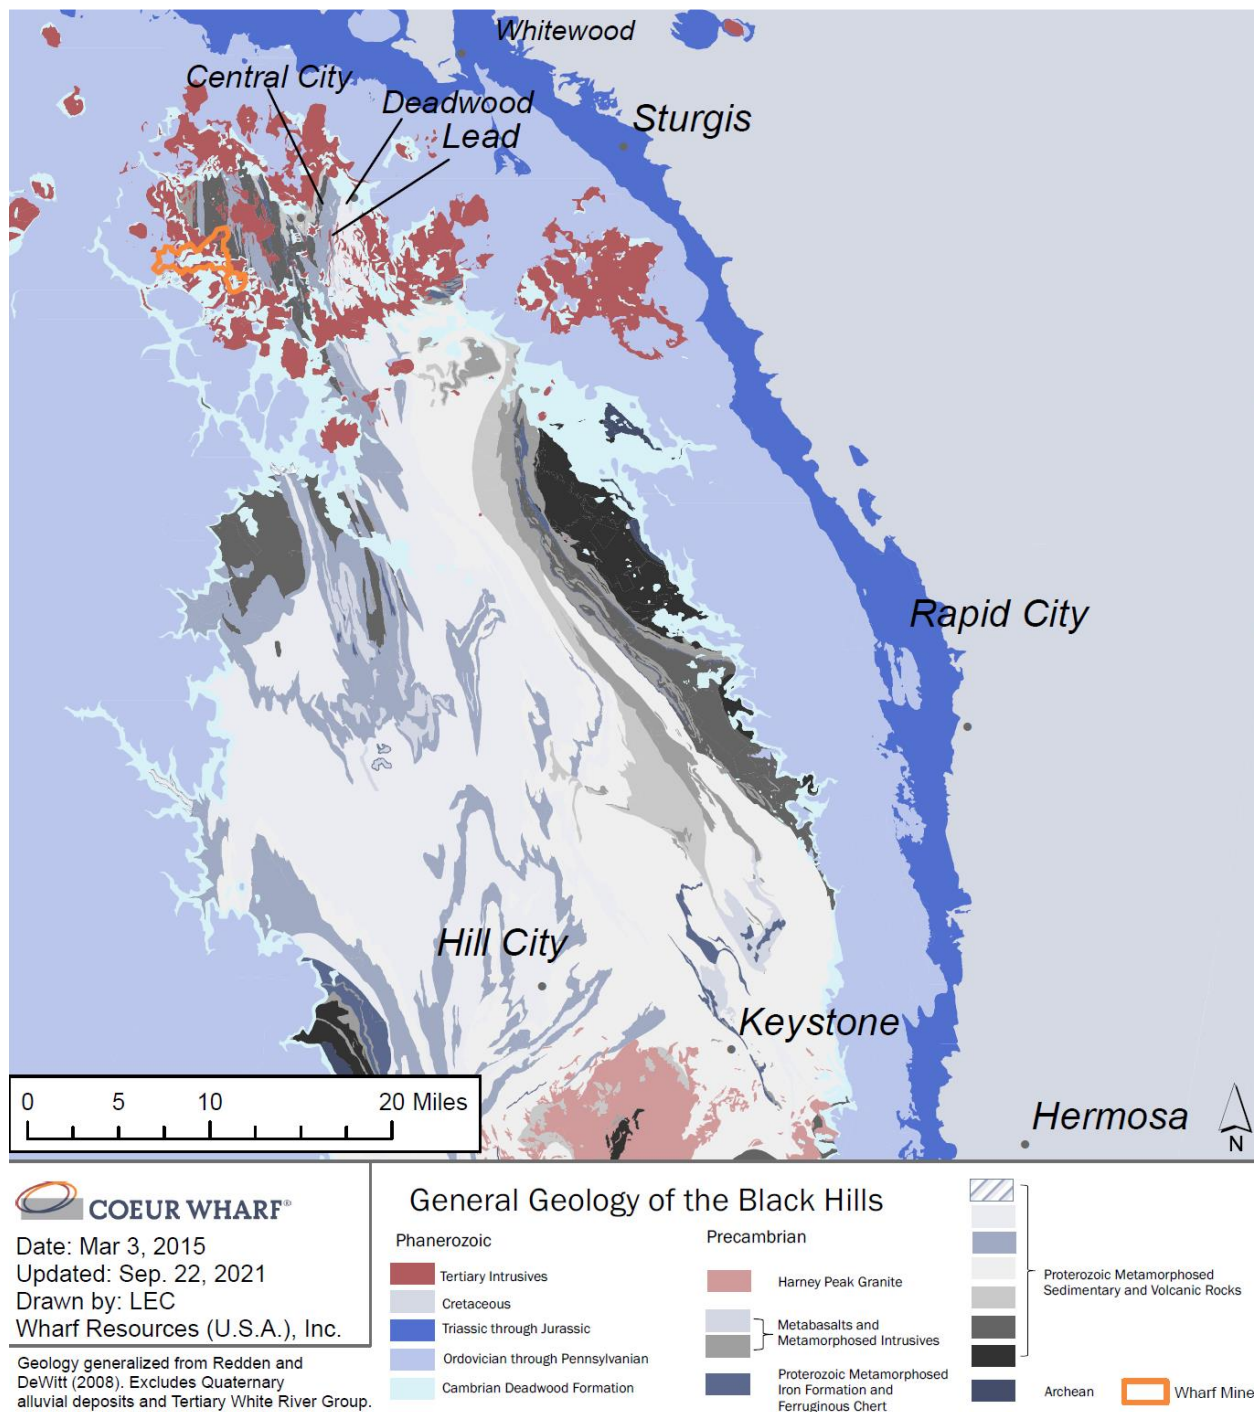 Whitewood
Central City
Deadwood
Sturgis
Lead
Rapid City
Hill City
Keystone
Hermosa
0 5 10 20 Miles
N
COEUR WHARF®
Date: Mar 3, 2015
Updated: Sep. 22, 2021
Drawn by: LEC
Wharf Resources (U.S.A.), Inc.
Geology generalized from Redden and
DeWitt (2008). Excludes Quaternary
alluvial deposits and Tertiary White River Group.
General Geology of the Black Hills
Phanerozoic
Tertiary Intrusives
Cretaceous
Triassic through Jurassic
Ordovician through Pennsylvanian
Cambrian Deadwood Formation
Precambrian
Harney Peak Granite
Metabasalts and
Metamorphosed Intrusives
Proterozoic Metamorphosed
Iron Formation and
Ferruginous Chert
Proterozoic Metamorphosed
Sedimentary and Volcanic Rocks
Archean
Wharf Mine